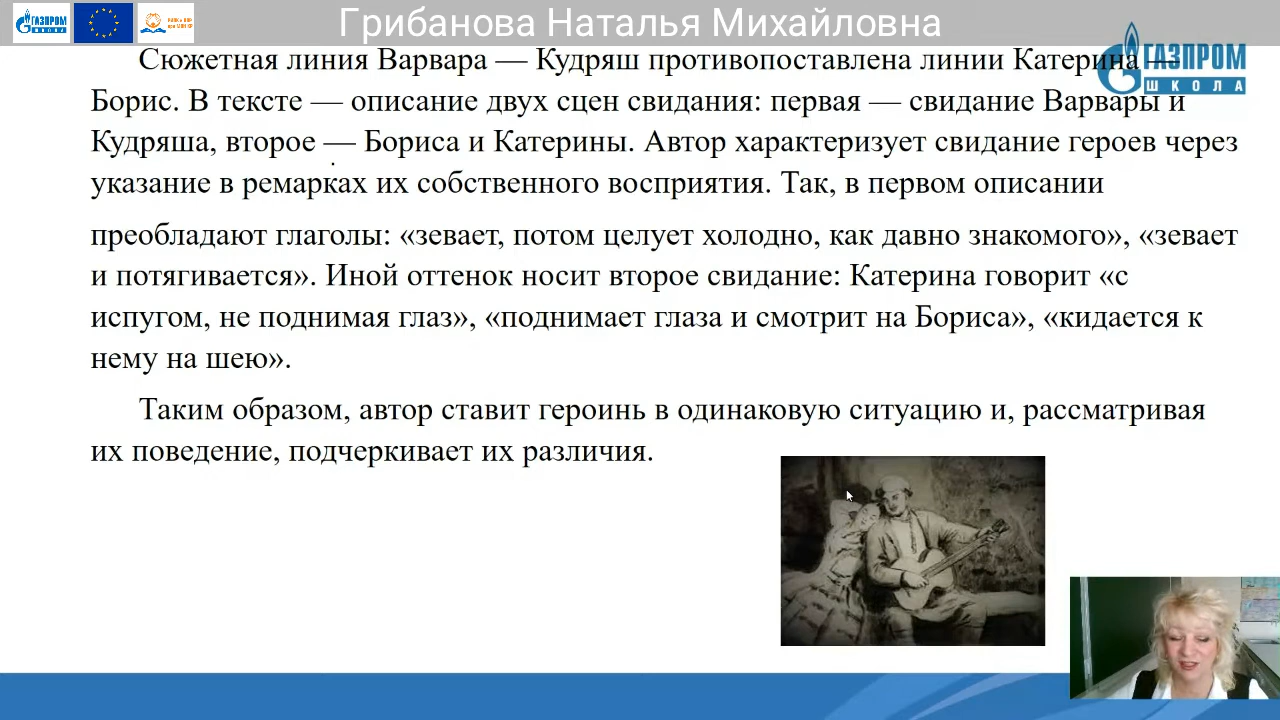 ГАЗПРОМ
ШКОЛА
Грибанова Наталья Михайловна
ГАЗПРОМ
ШКОЛА
Сюжетная линия Варвара — Кудряш противопоставлена линии Катерина —
Борис. В тексте — описание двух сцен свидания: первая — свидание Варвары и
Кудряша, второе — Бориса и Катерины. Автор характеризует свидание героев через
указание в ремарках их собственного восприятия. Так, в первом описании
преобладают глаголы: «зевает, потом целует холодно, как давно знакомого», «зевает
и потягивается». Иной оттенок носит второе свидание: Катерина говорит «с
испугом, не поднимая глаз», «поднимает глаза и смотрит на Бориса», «кидается к
нему на шею».
Таким образом, автор ставит героинь в одинаковую ситуацию и, рассматривая
их поведение, подчеркивает их различия.